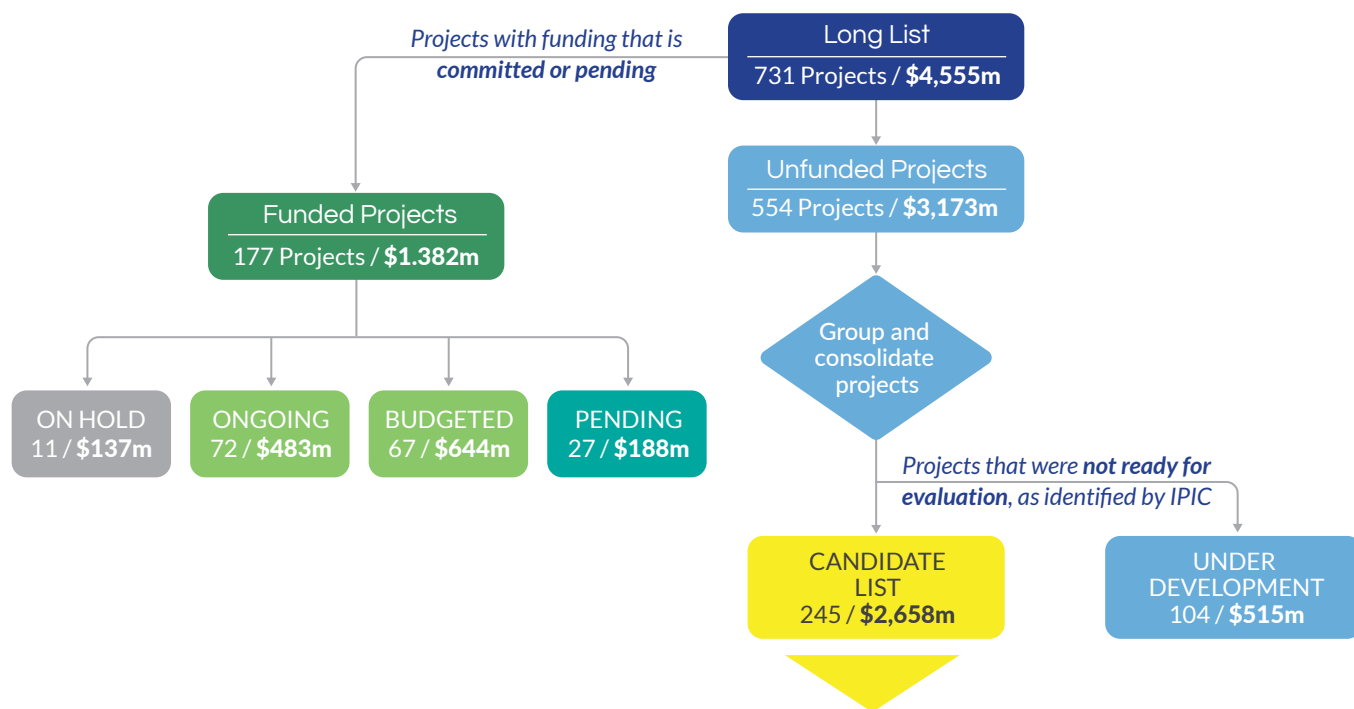 Long List
731 Projects / $4,555m
Projects with funding that is
committed or pending
Unfunded Projects
554 Projects / $3,173m
Funded Projects
177 Projects / $1.382m
Group and
consolidate
projects
ON HOLD
11 / $137m
ONGOING
72 / $483m
BUDGETED
67 / $644m
PENDING
27 / $188m
Projects that were not ready for
evaluation, as identified by IPIC
CANDIDATE
LIST
245 / $2,658m
UNDER
DEVELOPMENT
104 / $515m